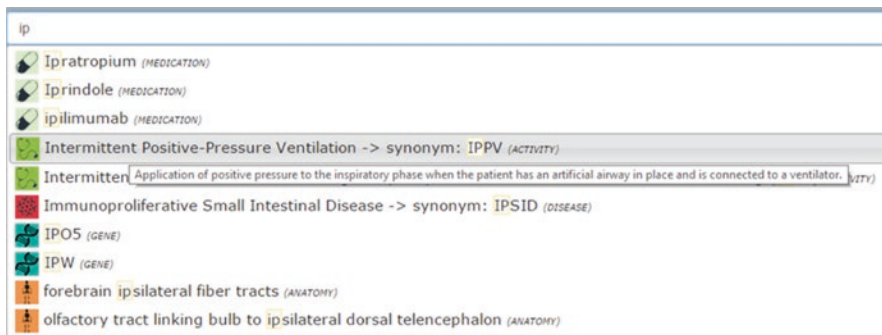 ip
Ipratropium (MEDICATION)
Iprindole (MEDICATION)
ipilimumab (MEDICATION)
Intermittent Positive-Pressure Ventilation -> synonym: IPPV (ACTIVITY)
Intermitten
Application of positive pressure to the inspiratory phase when the patient has an artificial airway in place and is connected to a ventilator.
Immunoproliferative Small Intestinal Disease -> synonym: IPSID (DISEASE)
IPO5 (GENE)
IPW (GENE)
forebrain ipsilateral fiber tracts (ANATOMY)
olfactory tract linking bulb to ipsilateral dorsal telencephalon (ANATOMY)